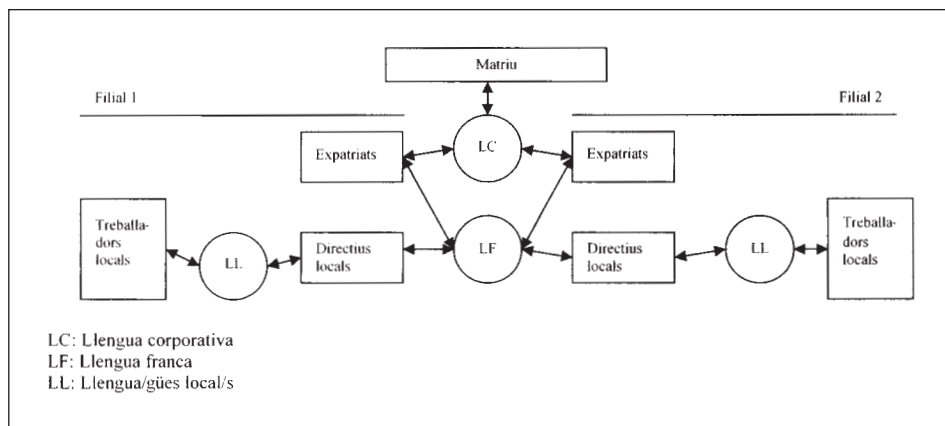 Matriu
Filial 1
Filial 2
Expatriats
LC
Expatriats
Treballa-
dors
locals
LL
Directius
locals
LF
Directius
locals
LL
Treballa-
dors
locals
LC: Llengua corporativa
LF: Llengua franca
LL: Llengua/gües local/s